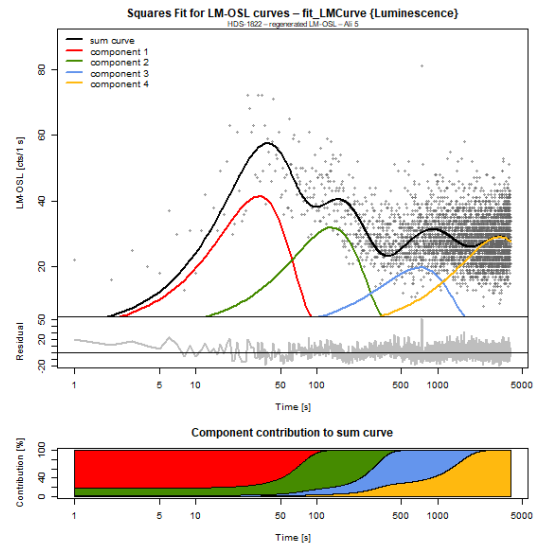 Squares Fit for LM-OSL curves – fit_LMCurve {Luminescence}
HDS-1822 – regenerated LM-OSL – Ali 5
sum curve
component 1
component 2
component 3
component 4
LM-OSL [cts/1 s]
80
60
40
20
Residual
50
20
0
-20
1
5
10
50
100
500
1000
5000
Time [s]
Component contribution to sum curve
Contribution [%]
100
40
0
1
5
10
50
100
500
1000
5000
Time [s]